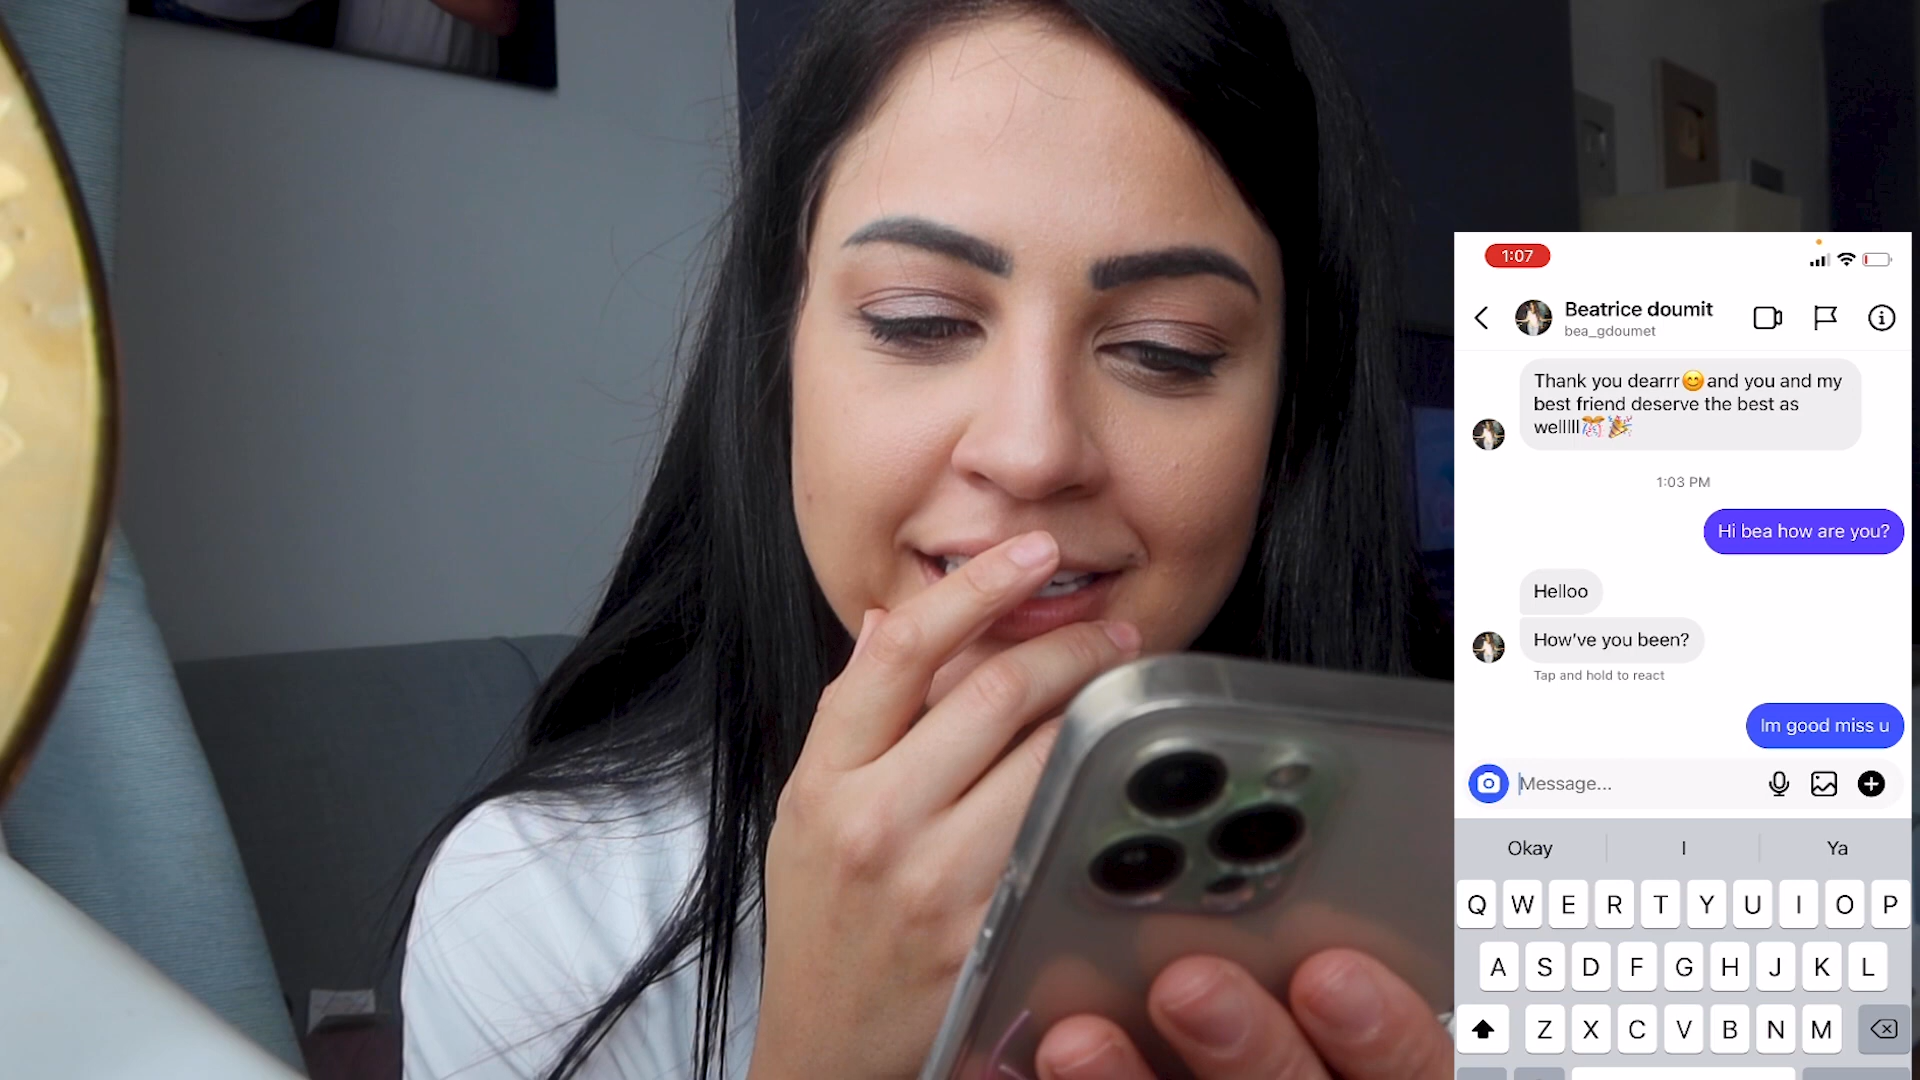 1:07
Beatrice doumit
bea_gdoumet
Thank you dearrr😊and you and my
best friend deserve the best as
welllll🎊🎉
1:03 PM
Hi bea how are you?
Helloo
How've you been?
Tap and hold to react
Im good miss u
Message...
Okay I Ya
Q W E R T Y U I O P
A S D F G H J K L
Z X C V B N M